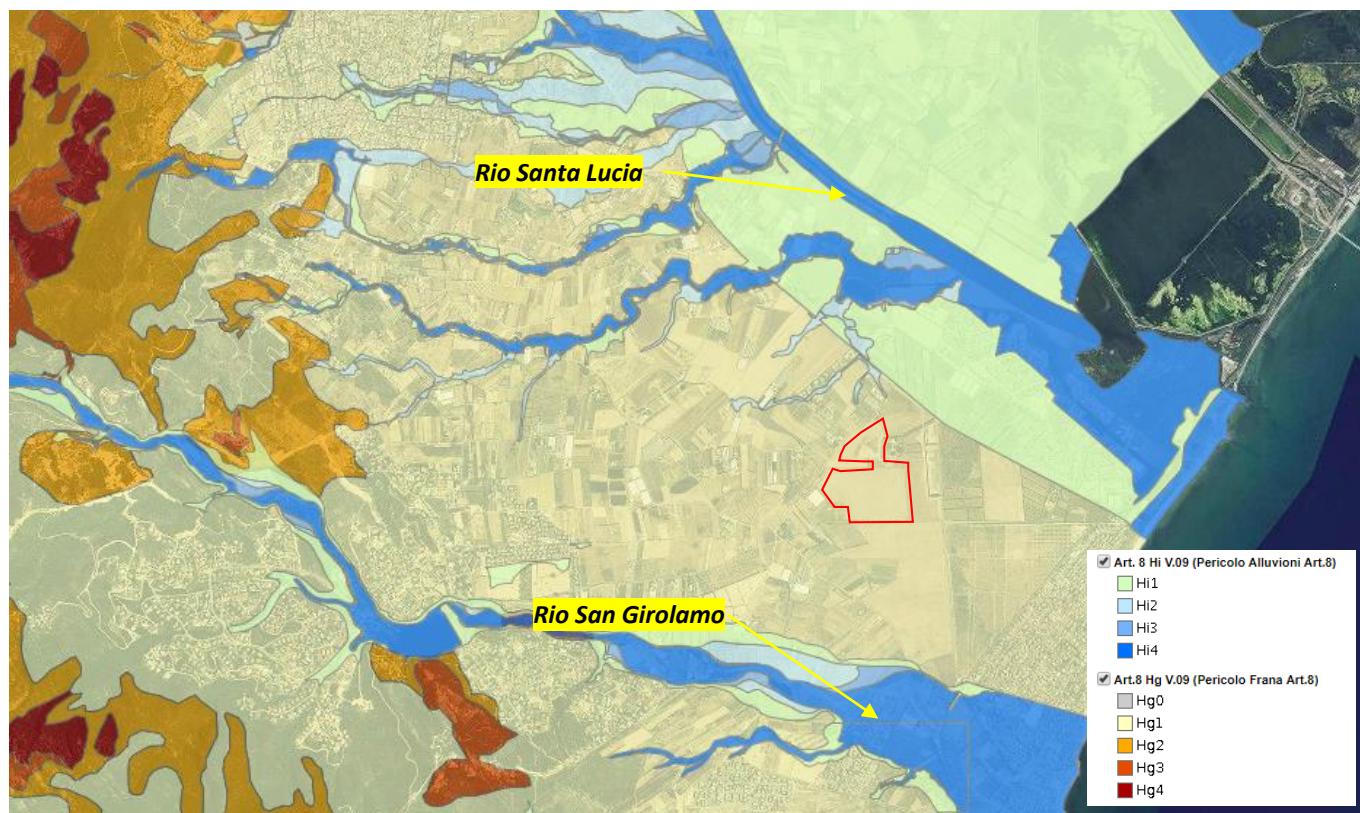 Rio Santa Lucia
Rio San Girolamo
Art. 8 Hi V.09 (Pericolo Alluvioni Art.8)
Hi1
Hi2
Hi3
Hi4
Art.8 Hg V.09 (Pericolo Frana Art.8)
Hg0
Hg1
Hg2
Hg3
Hg4